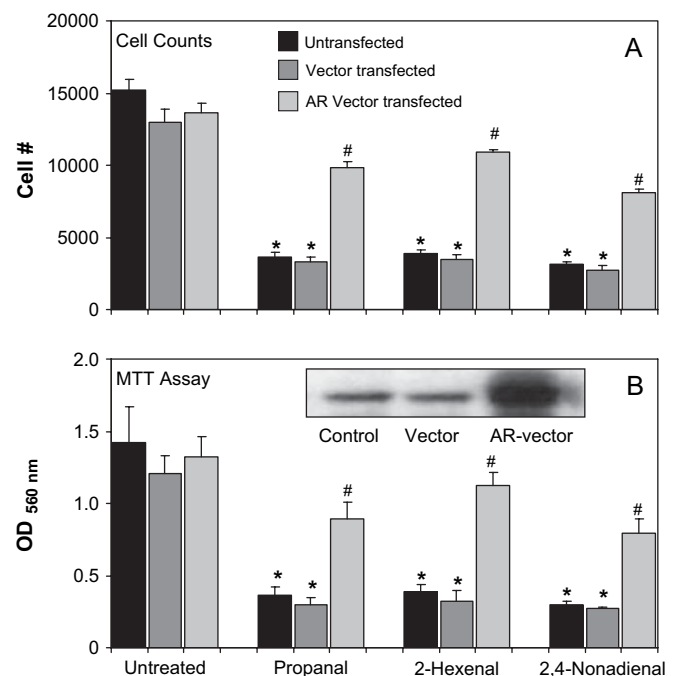 20000
15000
10000
5000
0
Cell #
Cell Counts
Untransfected
Vector transfected
AR Vector transfected
A
* * #
* * #
* * #
2.0
1.5
1.0
0.5
0
OD 560 nm
MTT Assay
B
Control Vector AR-vector
* * #
* * #
* * #
Untreated Propanal 2-Hexenal 2,4-Nonadienal